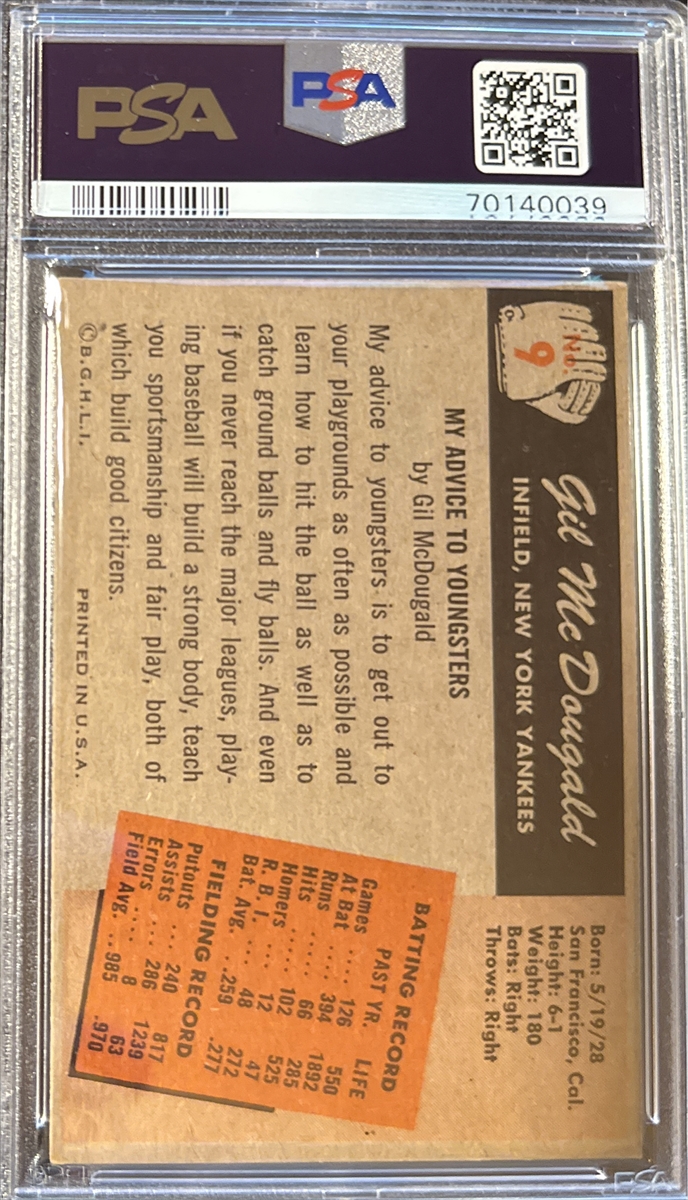 PSA
PSA
70140039
No.
9
Gil McDougald
INFIELD, NEW YORK YANKEES
Born: 5/19/28
San Francisco, Cal.
Height: 6-1
Weight: 180
Bats: Right
Throws: Right
MY ADVICE TO YOUNGSTERS
by Gil McDougald
My advice to youngsters is to get out to
your playgrounds as often as possible and
learn how to hit the ball as well as to
catch ground balls and fly balls. And even
if you never reach the major leagues, play-
ing baseball will build a strong body, teach
you sportsmanship and fair play, both of
which build good citizens.
©B.G.H.L.I.
PRINTED IN U.S.A.
BATTING RECORD
PAST YR. LIFE
Games .... 126 550
At Bat .... 394 1892
Runs ..... 66 285
Hits ..... 102 525
Homers ..... 12 47
R. B. I. .... 48 272
Bat. Avg. .. .259 .277
FIELDING RECORD
Putouts ... 240 817
Assists ... 286 1239
Errors .... 8 63
Field Avg. .. .985 .970
PSA